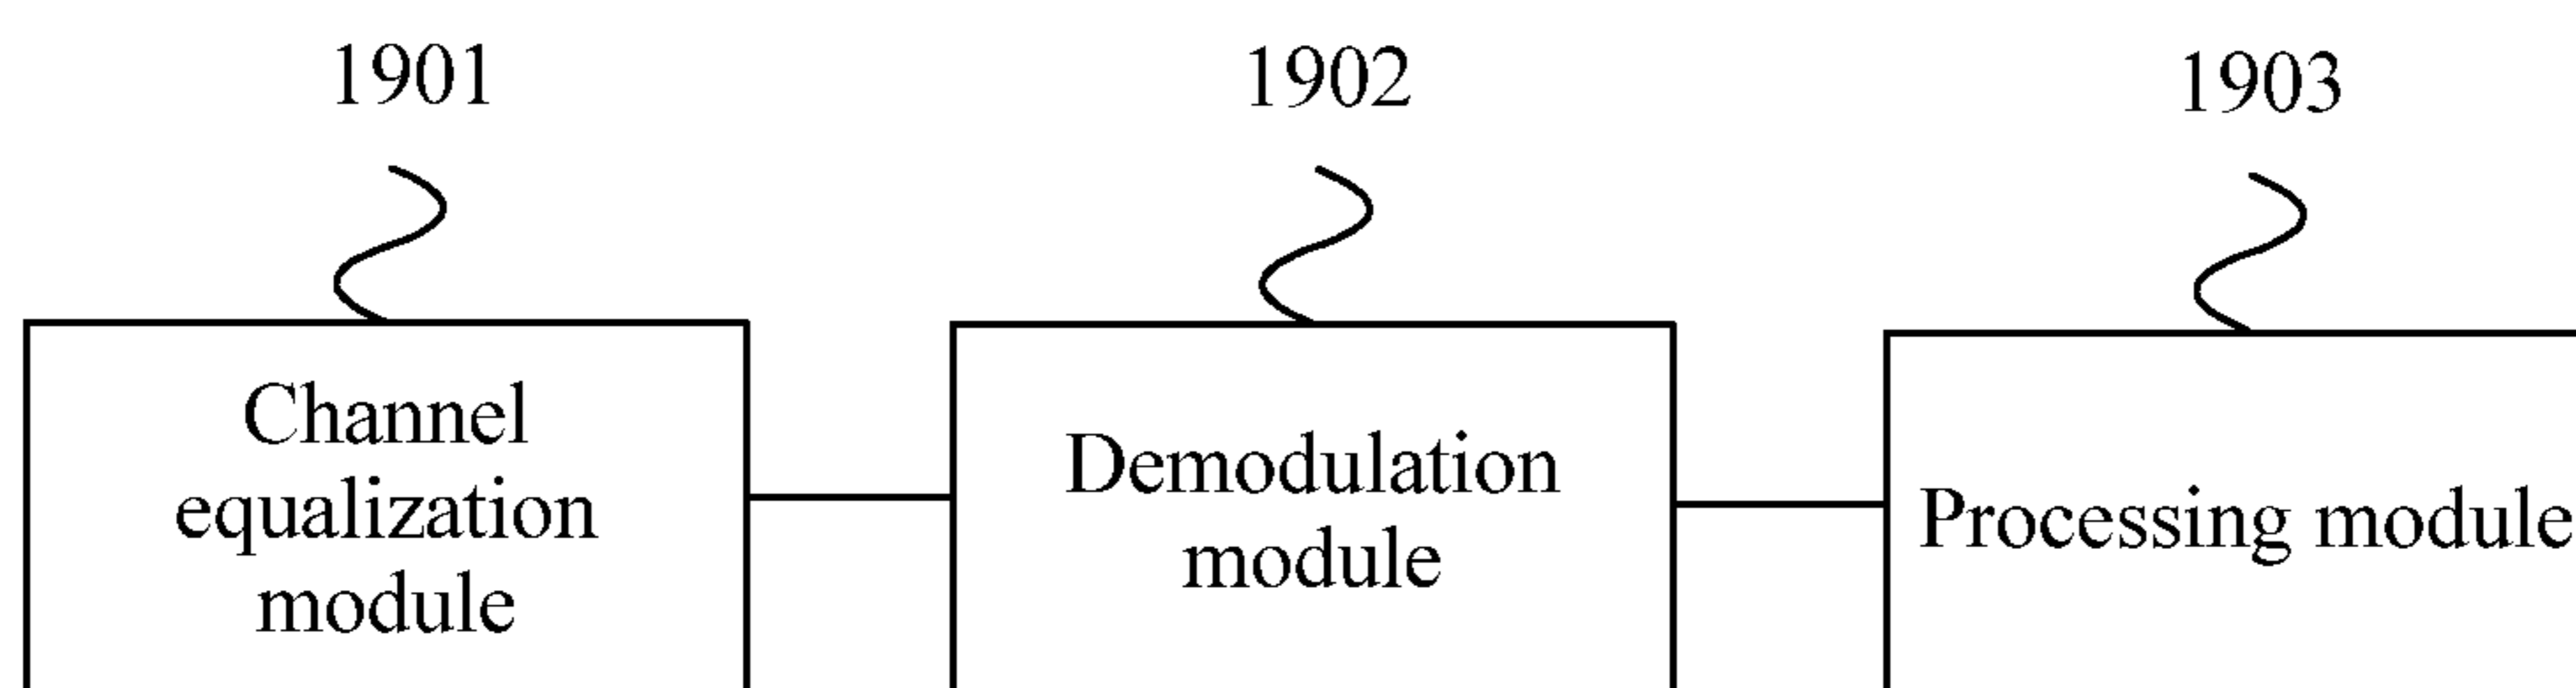 1901
1902
1903
Channel
equalization
module
Demodulation
module
Processing module